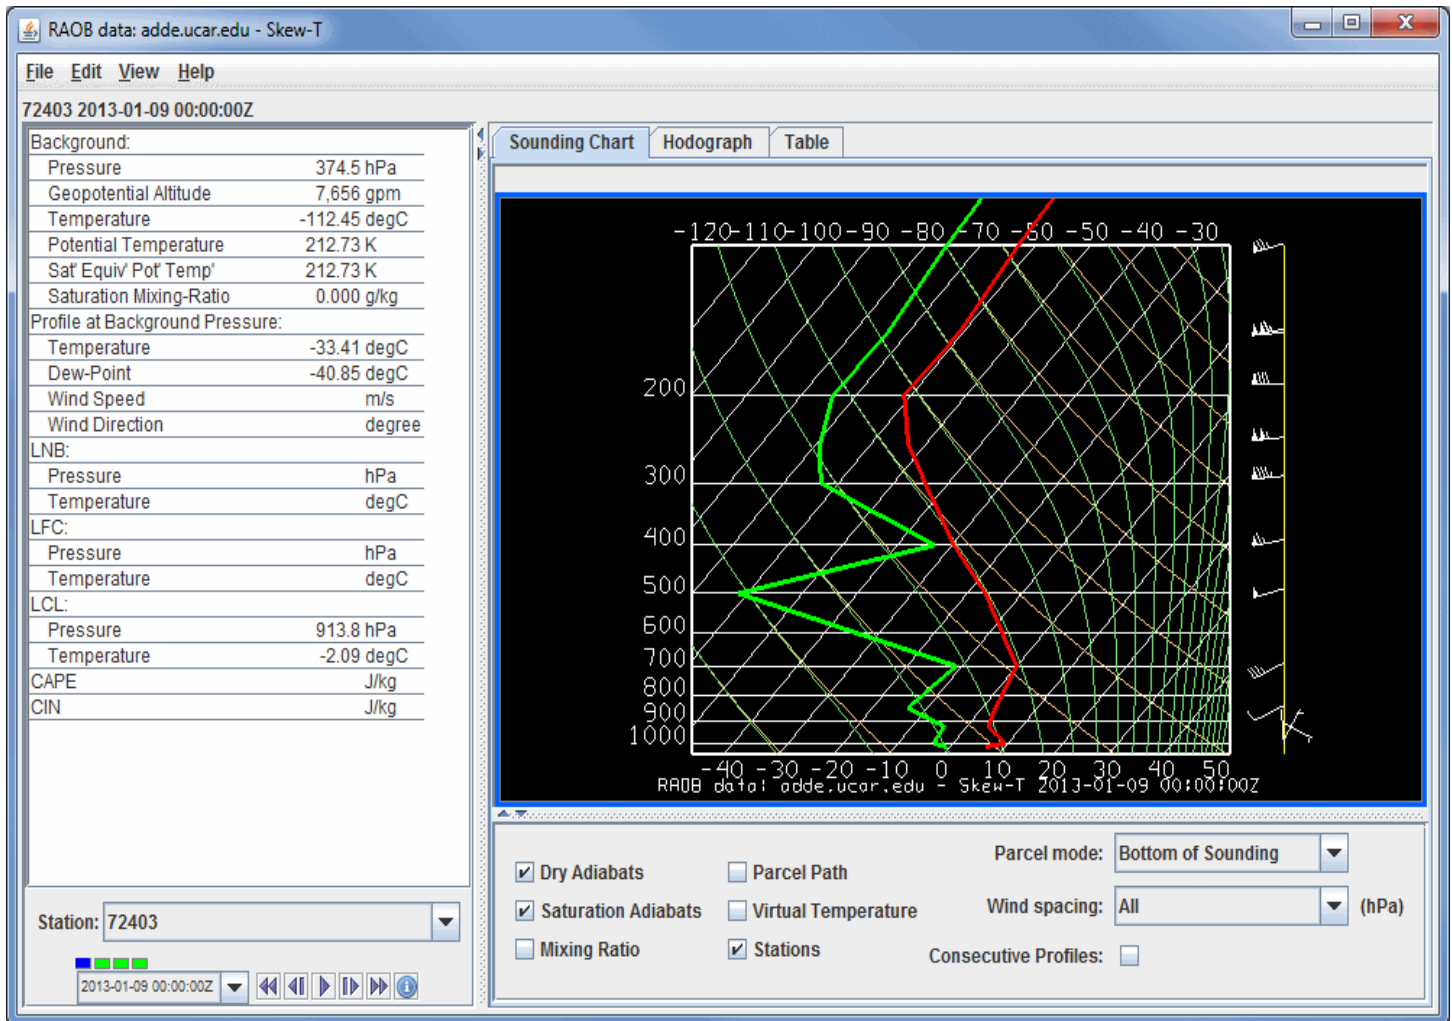 RAOB data: adde.ucar.edu - Skew-T
File Edit View Help
72403 2013-01-09 00:00:00Z
Background:
Pressure 374.5 hPa
Geopotential Altitude 7,656 gpm
Temperature -112.45 degC
Potential Temperature 212.73 K
Sat' Equiv' Pot' Temp' 212.73 K
Saturation Mixing-Ratio 0.000 g/kg
Profile at Background Pressure:
Temperature -33.41 degC
Dew-Point -40.85 degC
Wind Speed m/s
Wind Direction degree
LNB:
Pressure hPa
Temperature degC
LFC:
Pressure hPa
Temperature degC
LCL:
Pressure 913.8 hPa
Temperature -2.09 degC
CAPE J/kg
CIN J/kg
Station: 72403
2013-01-09 00:00:00Z
Sounding Chart Hodograph Table
-120 -110 -100 -90 -80 -70 -60 -50 -40 -30
200
300
400
500
600
700
800
900
1000
-40 -30 -20 -10 0 10 20 30 40 50
RAOB data: adde.ucar.edu - Skew-T 2013-01-09 00:00:00Z
Dry Adiabats Parcel Path Parcel mode: Bottom of Sounding
Saturation Adiabats Virtual Temperature Wind spacing: All (hPa)
Mixing Ratio Stations Consecutive Profiles: